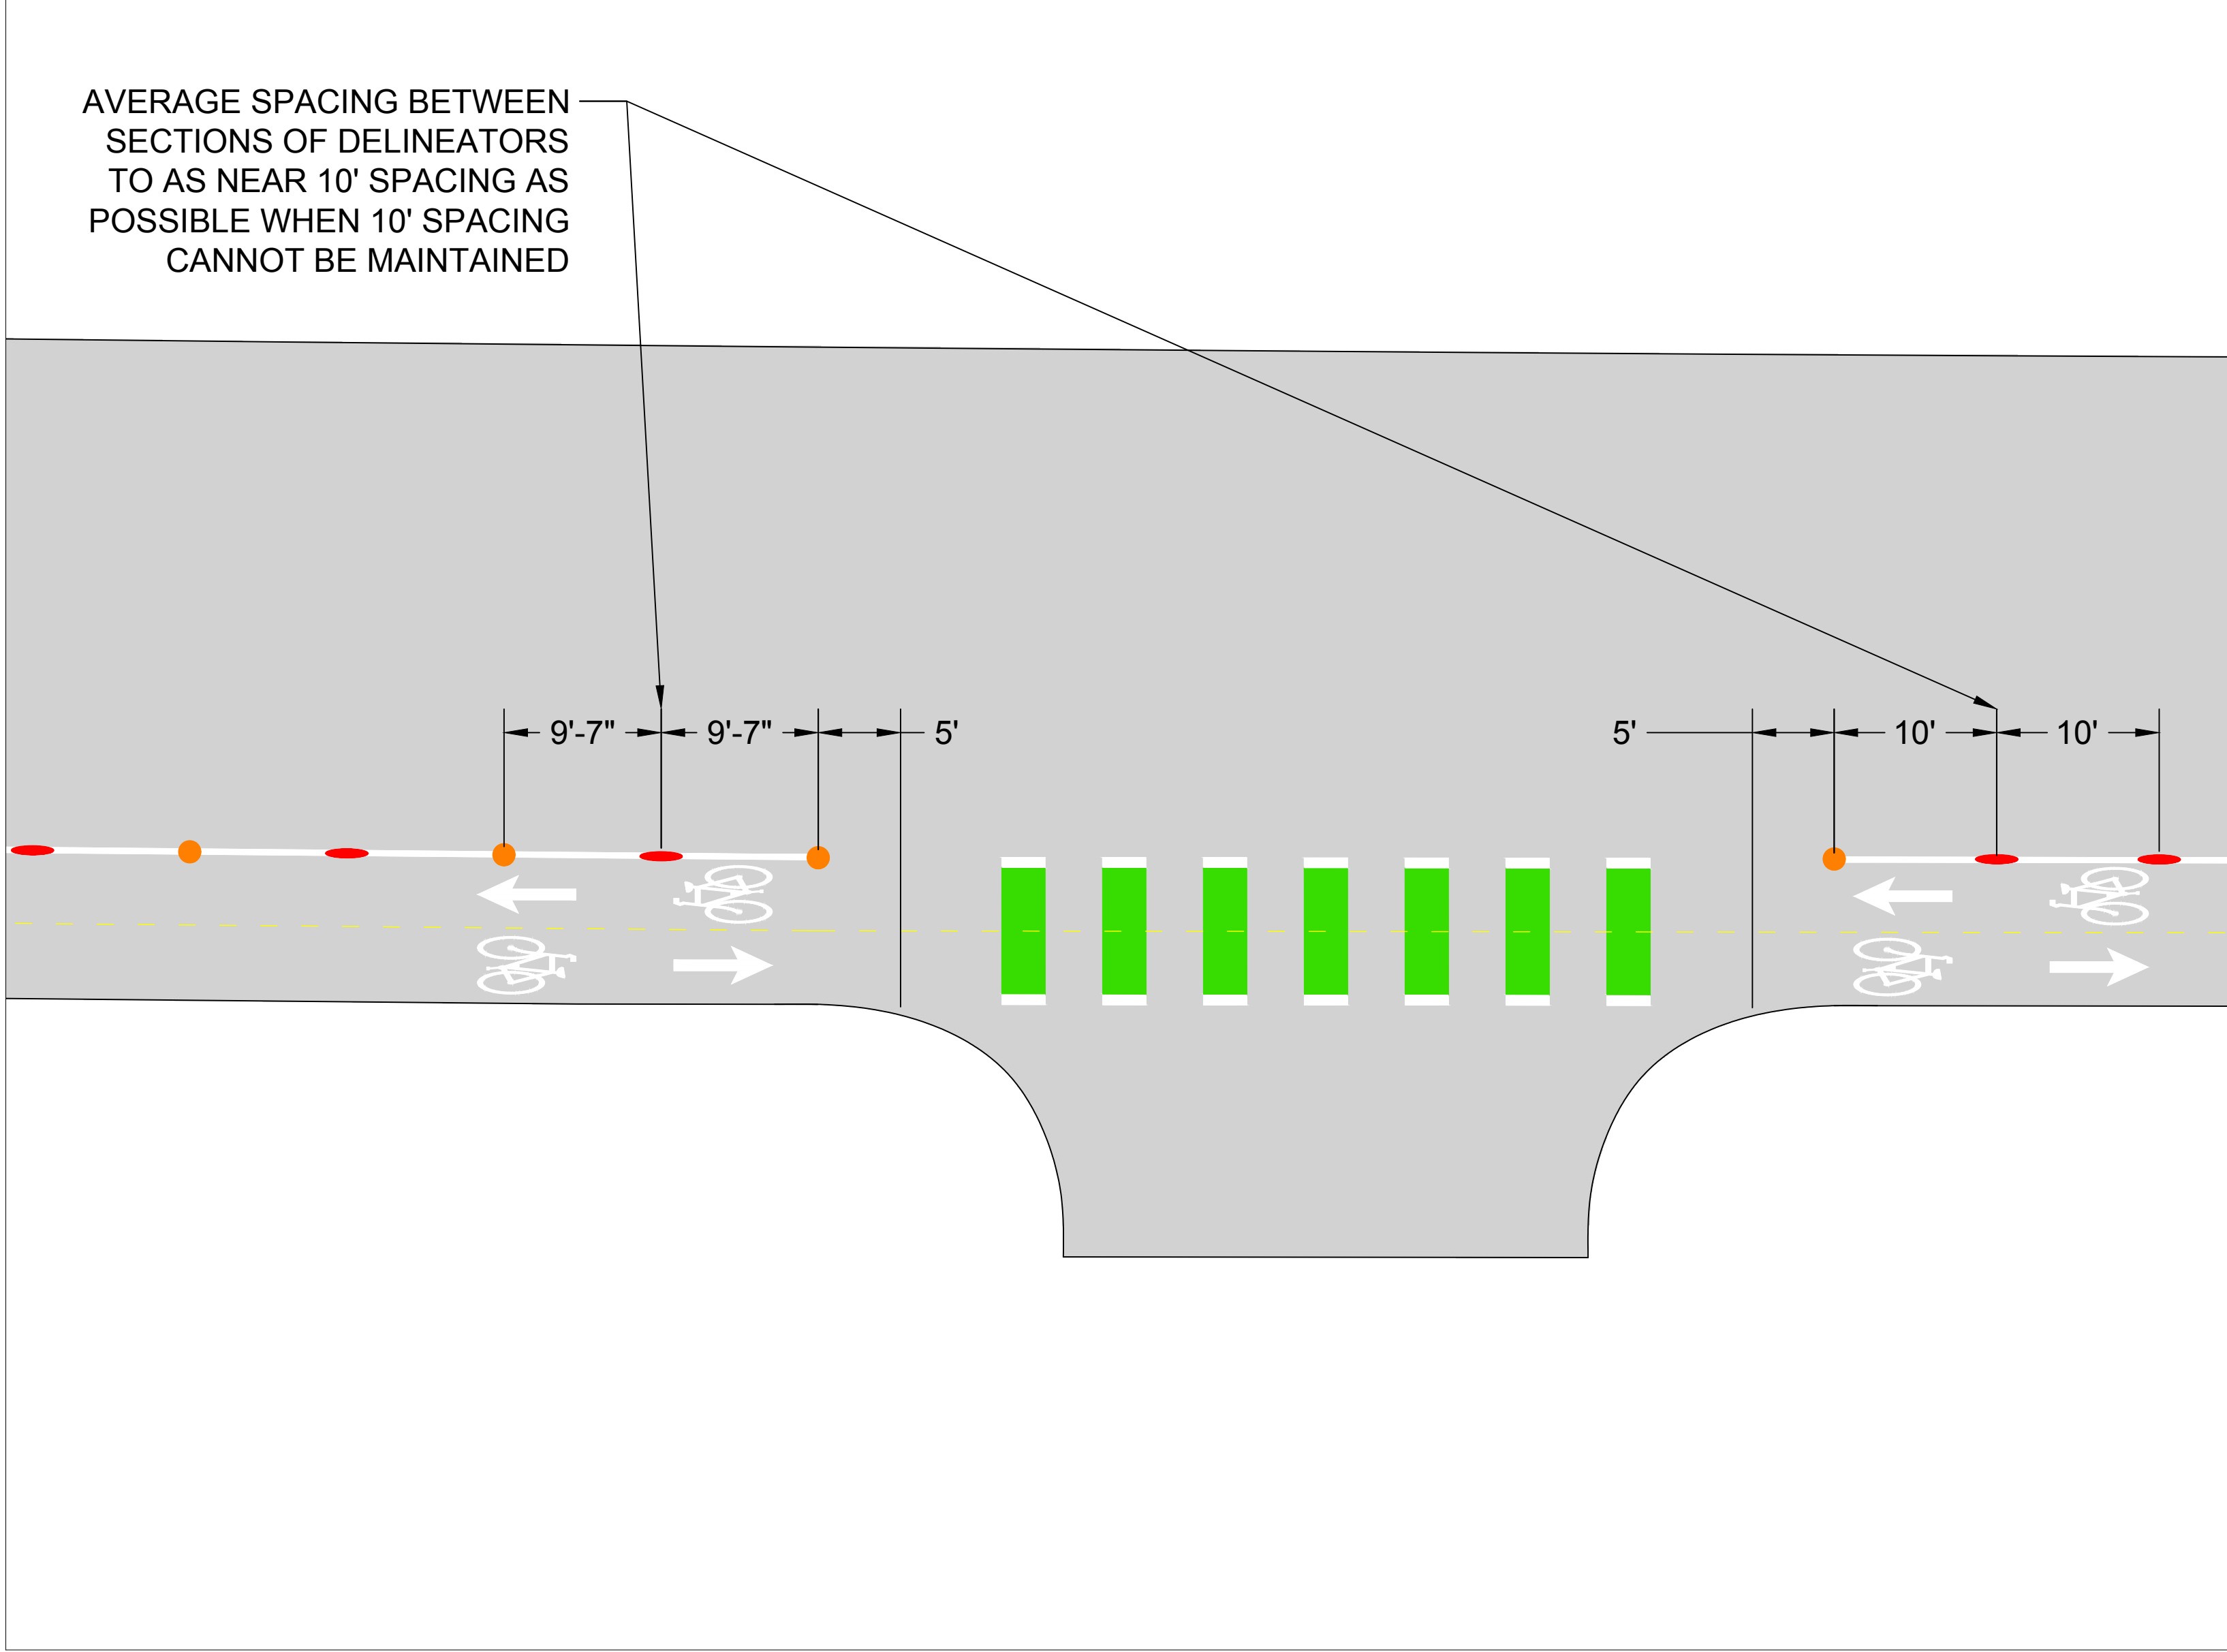 AVERAGE SPACING BETWEEN
SECTIONS OF DELINEATORS
TO AS NEAR 10' SPACING AS
POSSIBLE WHEN 10' SPACING
CANNOT BE MAINTAINED
9'-7" 9'-7" 5' 5' 10' 10'